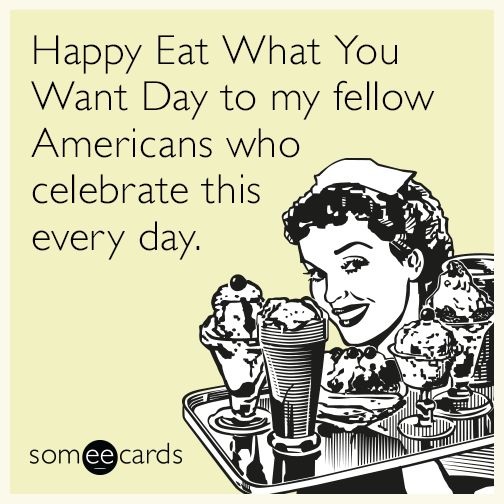 Happy Eat What You
Want Day to my fellow
Americans who
celebrate this
every day.
someecards